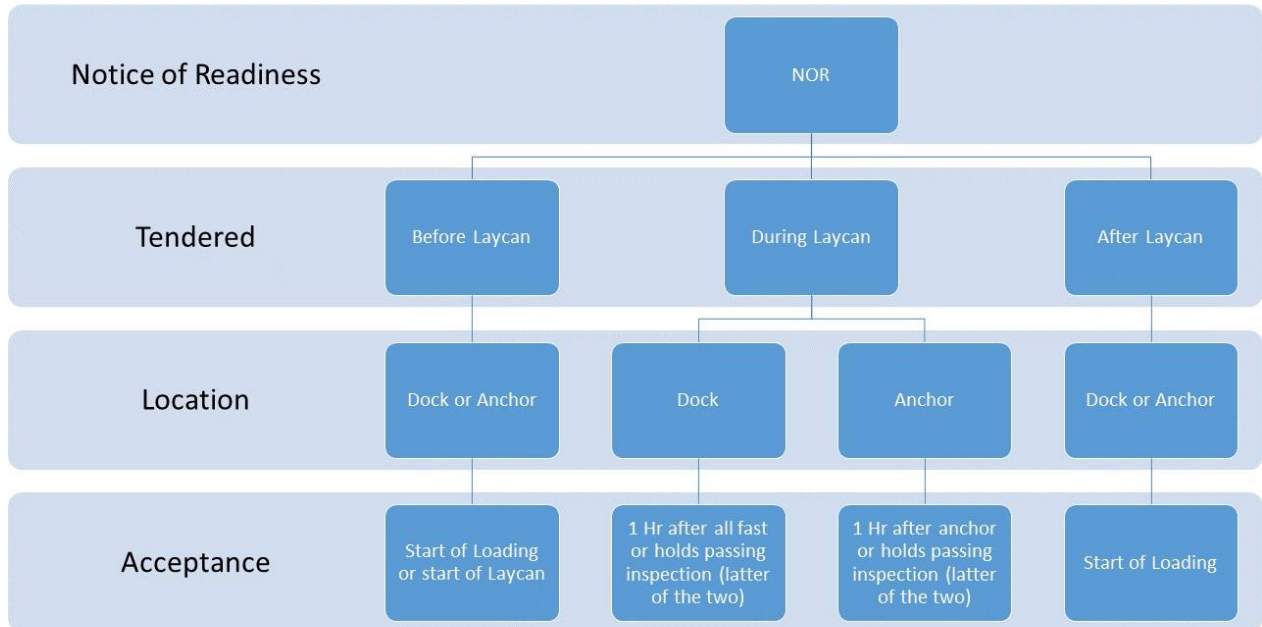 Notice of Readiness
NOR
Tendered
Before Laycan
During Laycan
After Laycan
Location
Dock or Anchor
Dock
Anchor
Dock or Anchor
Acceptance
Start of Loading
or start of Laycan
1 Hr after all fast
or holds passing
inspection (latter
of the two)
1 Hr after anchor
or holds passing
inspection (latter
of the two)
Start of Loading